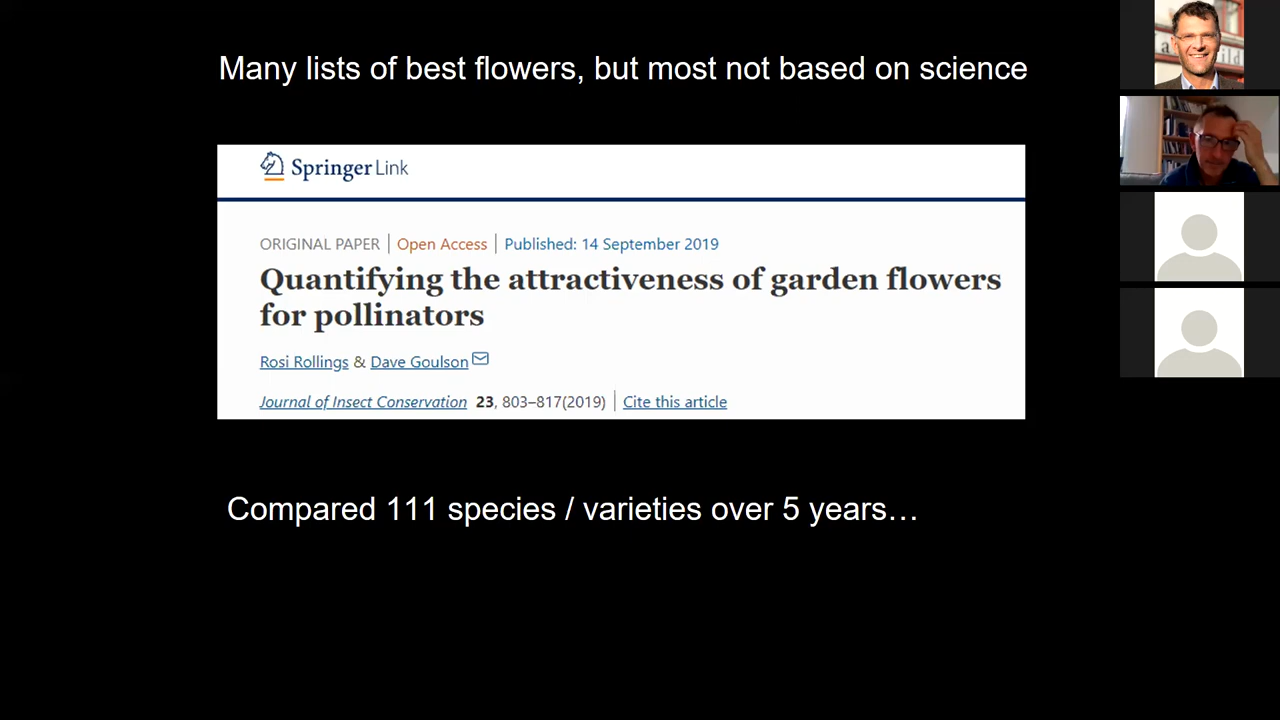 Many lists of best flowers, but most not based on science
Springer Link
ORIGINAL PAPER | Open Access | Published: 14 September 2019
Quantifying the attractiveness of garden flowers
for pollinators
Rosi Rollings & Dave Goulson
Journal of Insect Conservation 23, 803–817(2019) | Cite this article
Compared 111 species / varieties over 5 years…